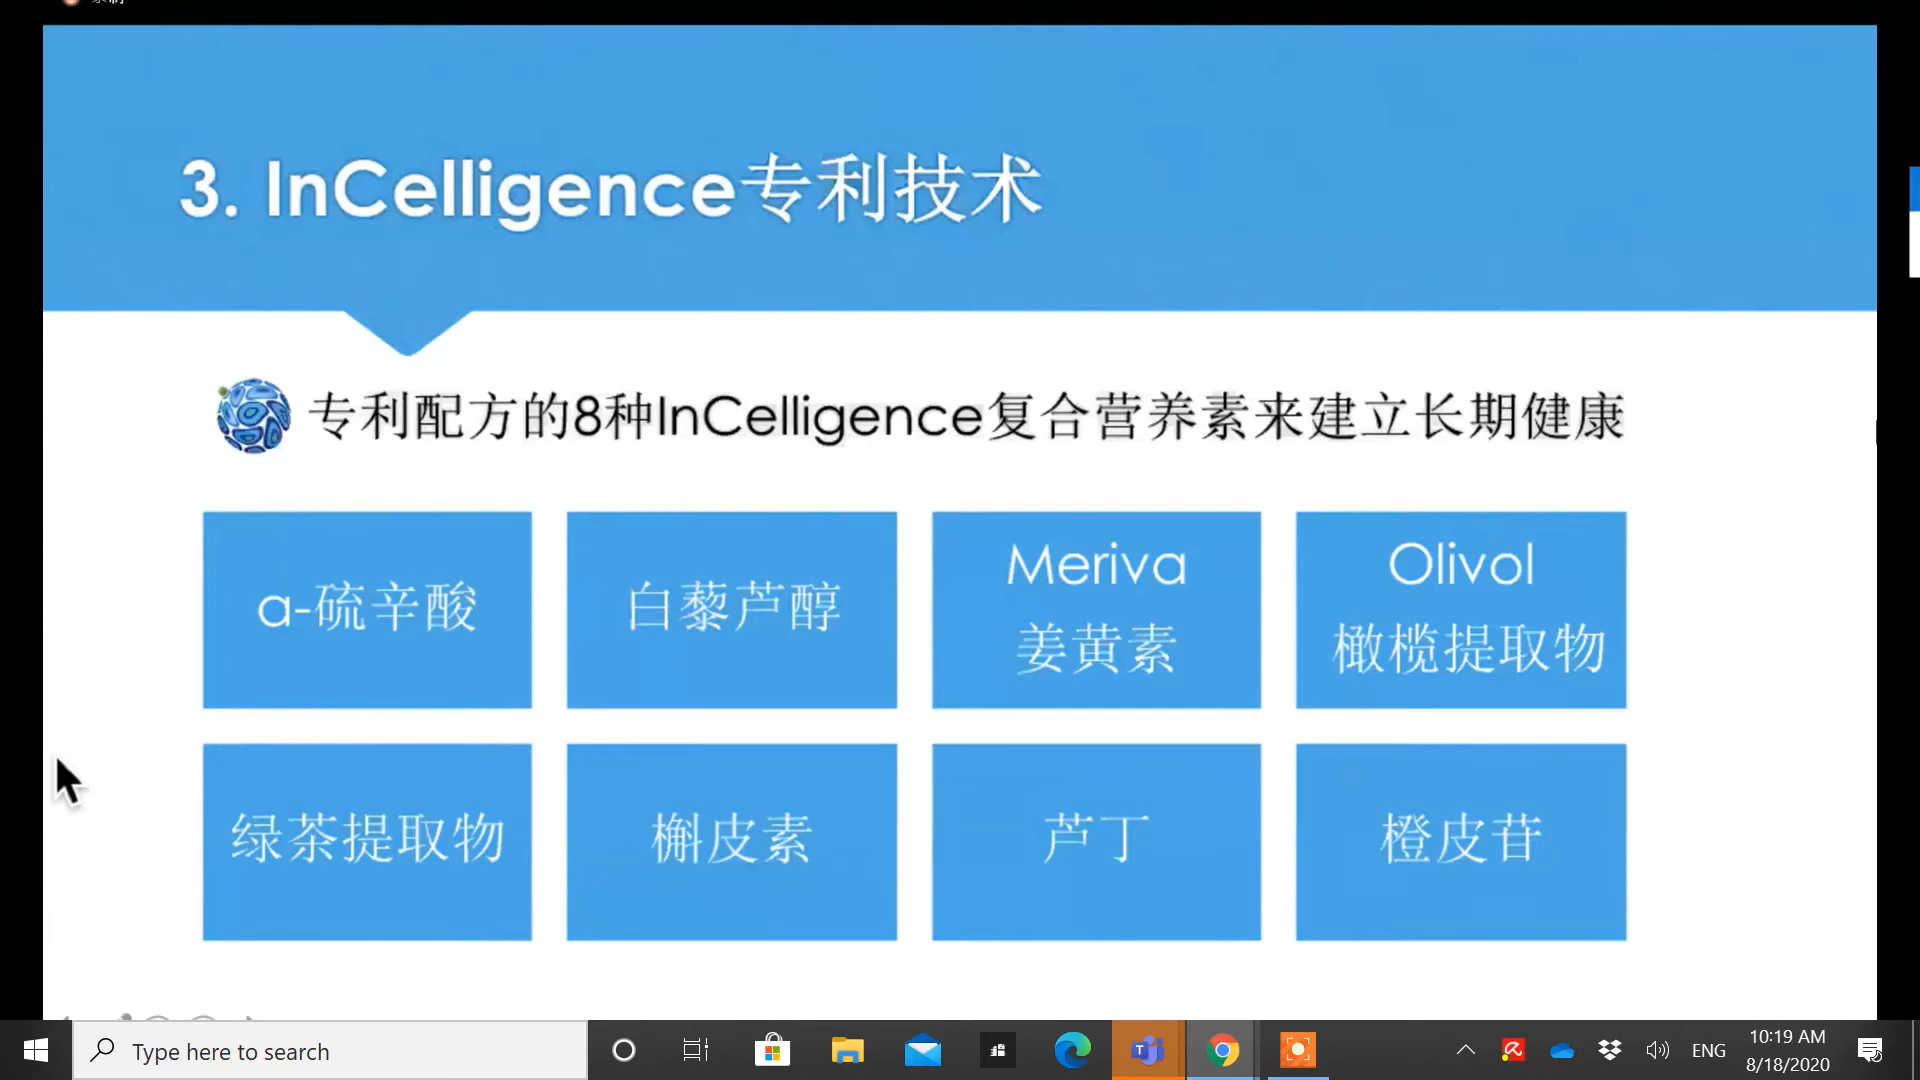 3. InCelligence专利技术
专利配方的8种InCelligence复合营养素来建立长期健康
α-硫辛酸
白藜芦醇
Meriva
姜黄素
Olivol
橄榄提取物
绿茶提取物
槲皮素
芦丁
橙皮苷
Type here to search
ENG
10:19 AM
8/18/2020